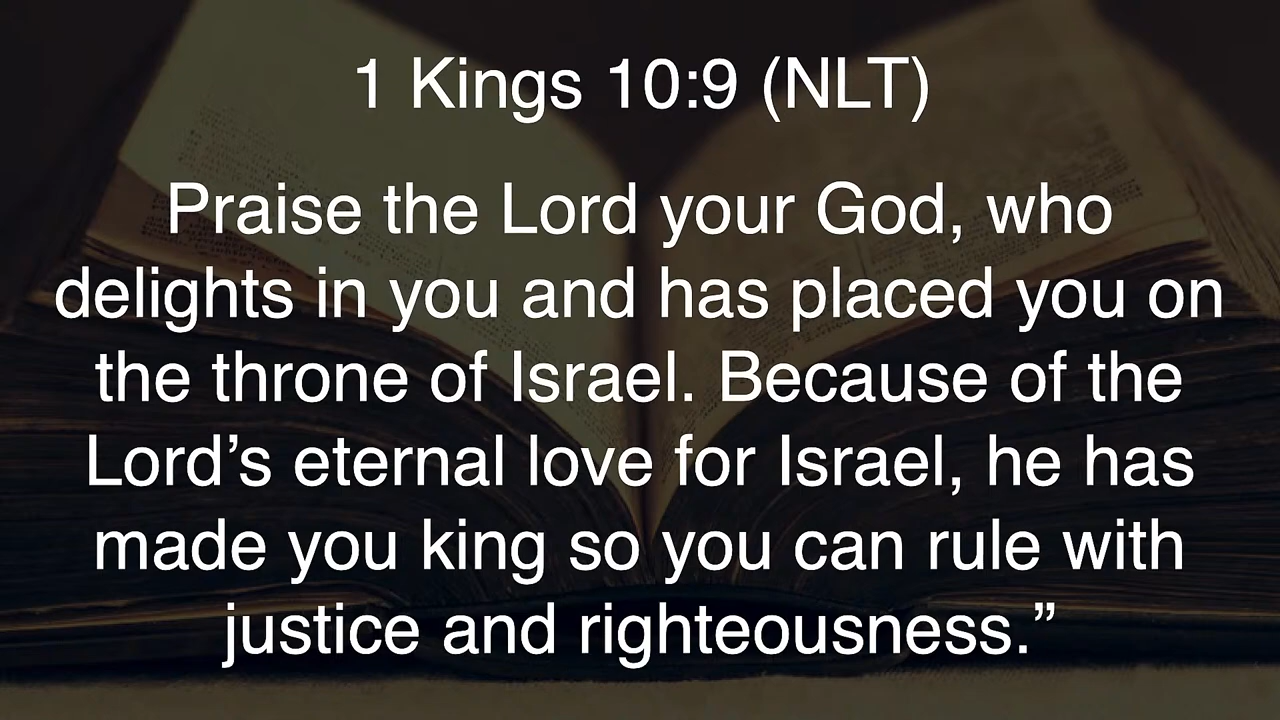 1 Kings 10:9 (NLT)
Praise the Lord your God, who
delights in you and has placed you on
the throne of Israel. Because of the
Lord’s eternal love for Israel, he has
made you king so you can rule with
justice and righteousness.”